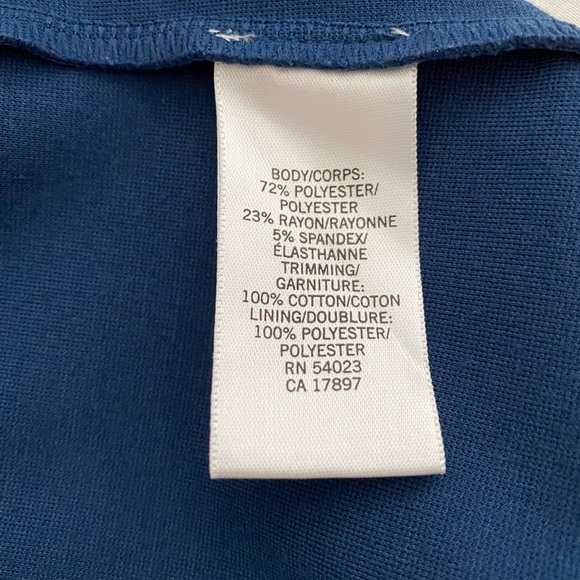 BODY/CORPS:
72% POLYESTER/
POLYESTER
23% RAYON/RAYONNE
5% SPANDEX/
ÉLASTHANNE
TRIMMING/
GARNITURE:
100% COTTON/COTON
LINING/DOUBLURE:
100% POLYESTER/
POLYESTER
RN 54023
CA 17897